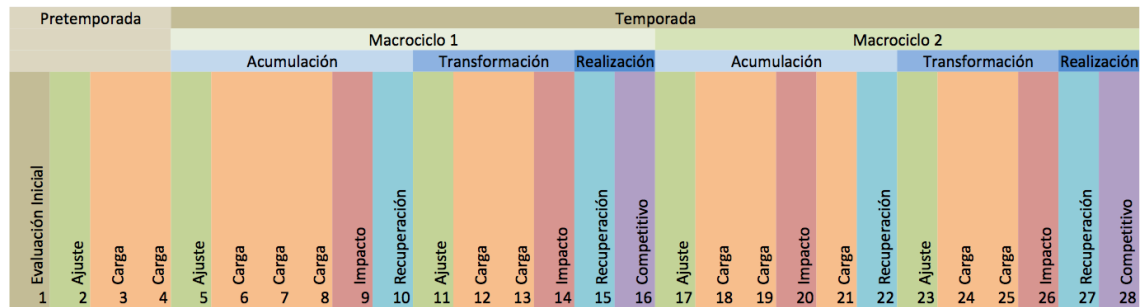 Pretemporada Temporada
Macrociclo 1 Macrociclo 2
Acumulación Transformación Realización Acumulación Transformación Realización
Evaluación Inicial Ajuste Carga Carga Ajuste Carga Carga Carga Impacto Recuperación Ajuste Carga Carga Impacto Recuperación Competitivo Ajuste Carga Carga Impacto Carga Recuperación Ajuste Carga Carga Impacto Recuperación Competitivo
1 2 3 4 5 6 7 8 9 10 11 12 13 14 15 16 17 18 19 20 21 22 23 24 25 26 27 28